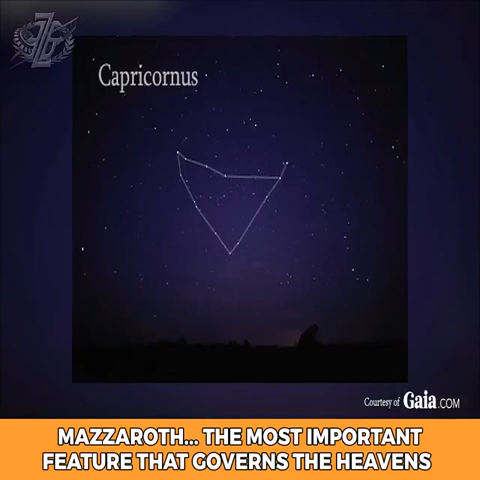 Capricornus
Courtesy of Gaia.COM
MAZZAROTH... THE MOST IMPORTANT
FEATURE THAT GOVERNS THE HEAVENS